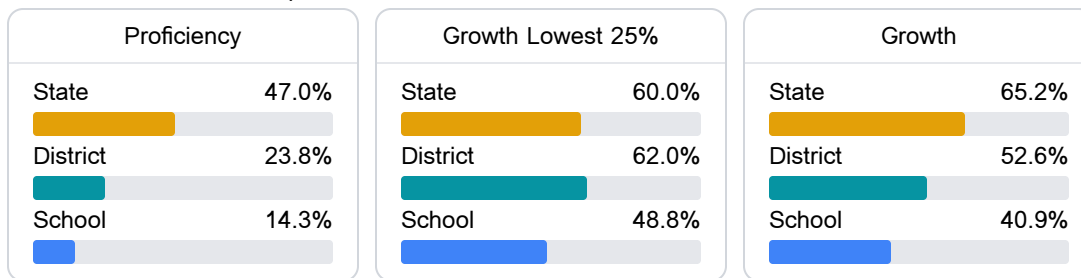 Proficiency
State 47.0%
District 23.8%
School 14.3%
Growth Lowest 25%
State 60.0%
District 62.0%
School 48.8%
Growth
State 65.2%
District 52.6%
School 40.9%